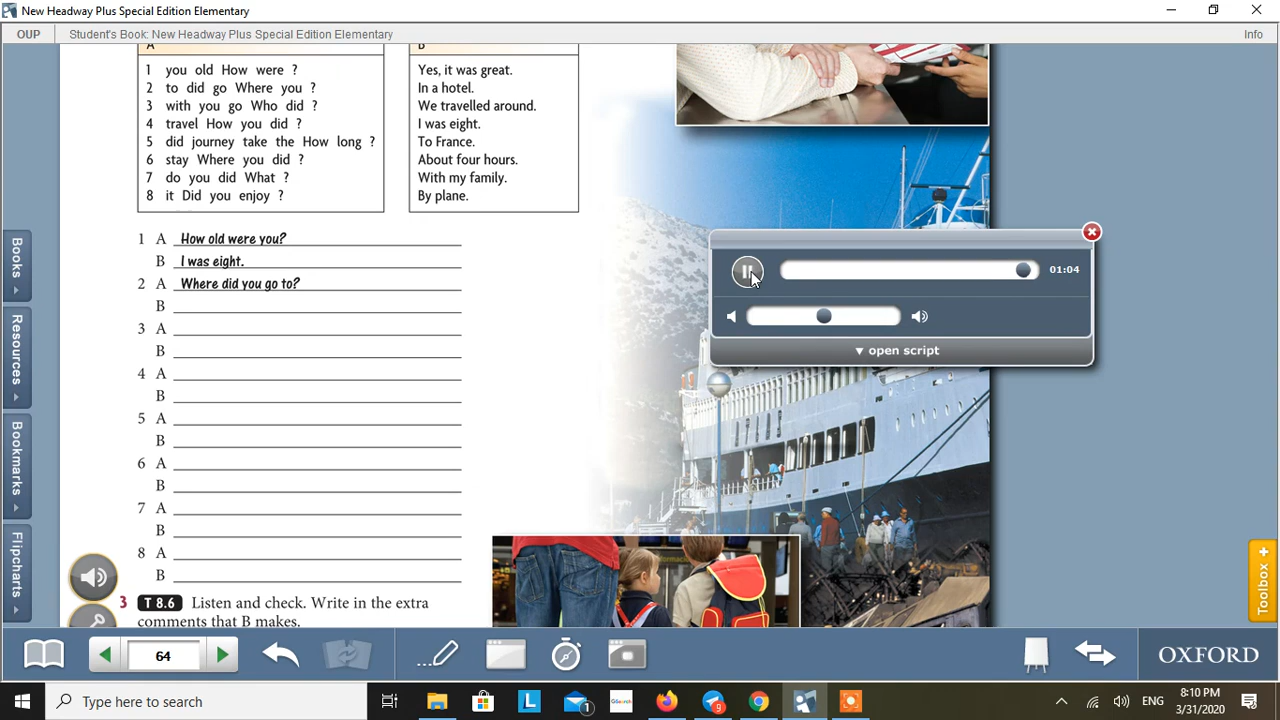 New Headway Plus Special Edition Elementary
OUP
Student's Book: New Headway Plus Special Edition Elementary
Info
A
B
1 you old How were ?
2 to did go Where you ?
3 with you go Who did ?
4 travel How you did ?
5 did journey take the How long ?
6 stay Where you did ?
7 do you did What ?
8 it Did you enjoy ?
Yes, it was great.
In a hotel.
We travelled around.
I was eight.
To France.
About four hours.
With my family.
By plane.
1 A How old were you?
B I was eight.
2 A Where did you go to?
B
3 A
B
4 A
B
5 A
B
6 A
B
7 A
B
8 A
B
3 T 8.6 Listen and check. Write in the extra
comments that B makes.
01:04
▼ open script
Books
Resources
Bookmarks
Flipcharts
Toolbox +
64
OXFORD
Type here to search
L
1
QSearch
9
ENG
8:10 PM
3/31/2020